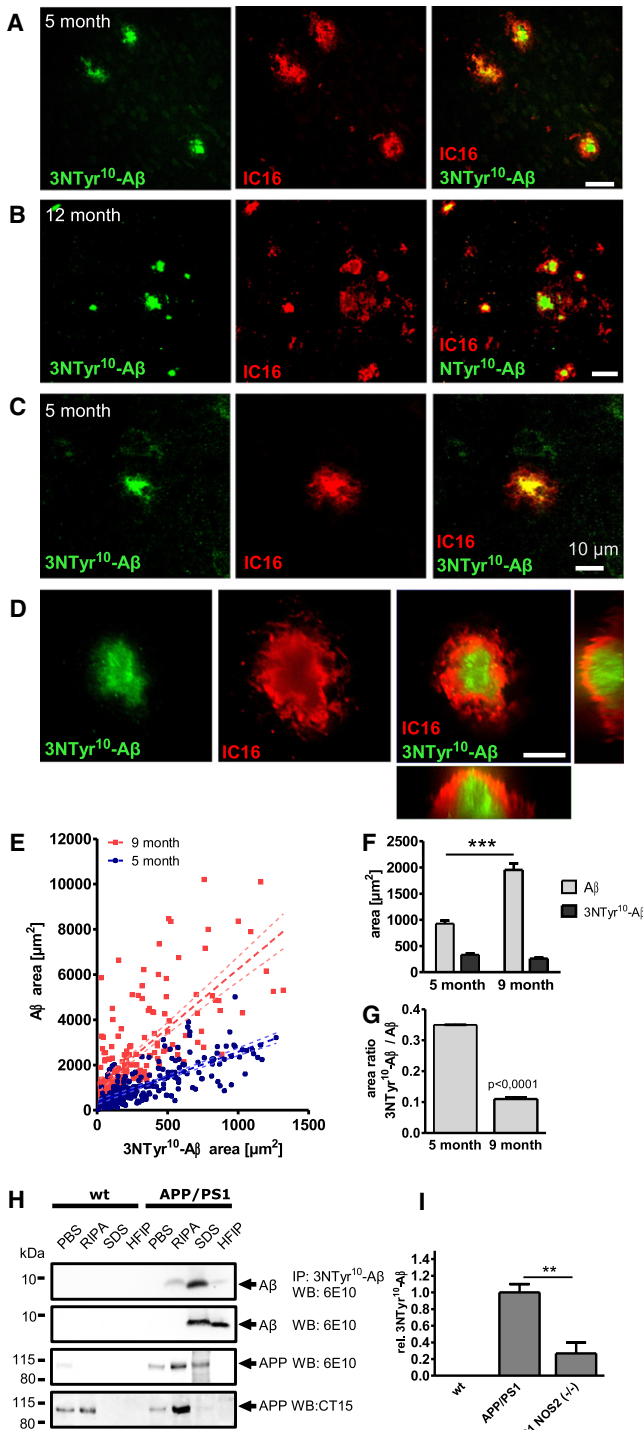 A
5 month
3NTyr¹⁰-Aβ
IC16
IC16
3NTyr¹⁰-Aβ
B
12 month
3NTyr¹⁰-Aβ
IC16
IC16
NTyr¹⁰-Aβ
C
5 month
3NTyr¹⁰-Aβ
IC16
IC16
3NTyr¹⁰-Aβ
10 µm
D
3NTyr¹⁰-Aβ
IC16
IC16
3NTyr¹⁰-Aβ
E
9 month
5 month
Aβ area [µm²]
12000
10000
8000
6000
4000
2000
0
0 500 1000 1500
3NTyr¹⁰-Aβ area [µm²]
F
area [µm²]
2500
2000
1500
1000
500
0
***
Aβ
3NTyr¹⁰-Aβ
5 month 9 month
G
area ratio
3NTyr¹⁰-Aβ / Aβ
0.4
0.3
0.2
0.1
0.0
p<0,0001
5 month 9 month
H
wt APP/PS1
PBS RIPA SDS HFIP PBS RIPA SDS HFIP
kDa
10 Aβ IP: 3NTyr¹⁰-Aβ
WB: 6E10
10 Aβ WB: 6E10
115 APP WB: 6E10
80
115 APP WB:CT15
80
I
rel. 3NTyr¹⁰-Aβ
1.4
1.2
1.0
0.8
0.6
0.4
0.2
0.0
**
wt
APP/PS1
1 NOS2 (-/-)